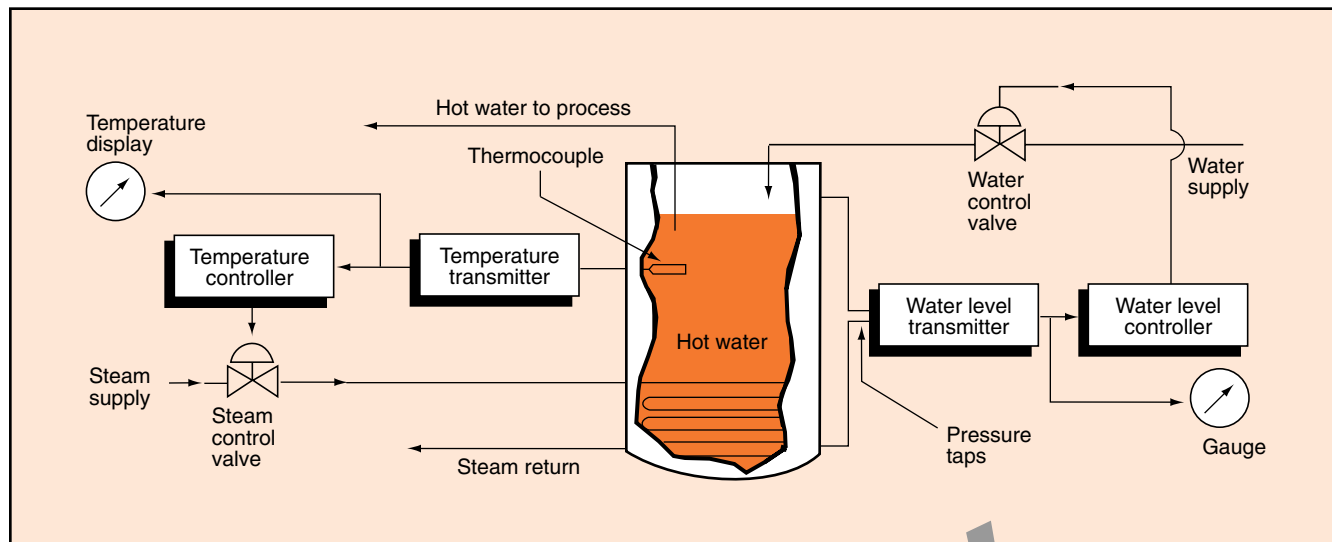 Hot water to process
Temperature
display
Thermocouple
Water
control
valve
Water
supply
Temperature
controller
Temperature
transmitter
Water level
transmitter
Water level
controller
Hot water
Steam
supply
Steam
control
valve
Steam return
Pressure
taps
Gauge